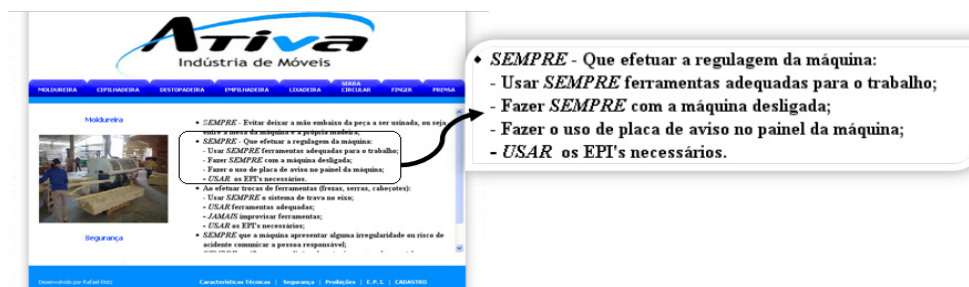 Ativa
Indústria de Móveis
MOLDUREIRA CEPILHADEIRA DESTOPADEIRA EMPILHADEIRA LIXADEIRA SERRA CIRCULAR FINGER PRENSA
Moldureira
• SEMPRE - Evitar deixar a mão embaixo da peça a ser usinada, ou seja
entre a mesa da máquina e a própria madeira;
• SEMPRE - Que efetuar a regulagem da máquina:
- Usar SEMPRE ferramentas adequadas para o trabalho;
- Fazer SEMPRE com a máquina desligada;
- Fazer o uso de placa de aviso no painel da máquina;
- USAR os EPI's necessários.
• Ao efetuar trocas de ferramentas (frezas, serras, cabeçotes):
- Usar SEMPRE o sistema de trava no eixo;
- USAR ferramentas adequadas;
- JAMAIS improvisar ferramentas;
- USAR os EPI's necessários;
• SEMPRE que a máquina apresentar alguma irregularidade ou risco de
acidente comunicar a pessoa responsável;
Segurança
Desenvolvido por Rafael Klotz
Características Técnicas | Segurança | Proibições | E.P.I. | CADASTRO
• SEMPRE - Que efetuar a regulagem da máquina:
- Usar SEMPRE ferramentas adequadas para o trabalho;
- Fazer SEMPRE com a máquina desligada;
- Fazer o uso de placa de aviso no painel da máquina;
- USAR os EPI's necessários.